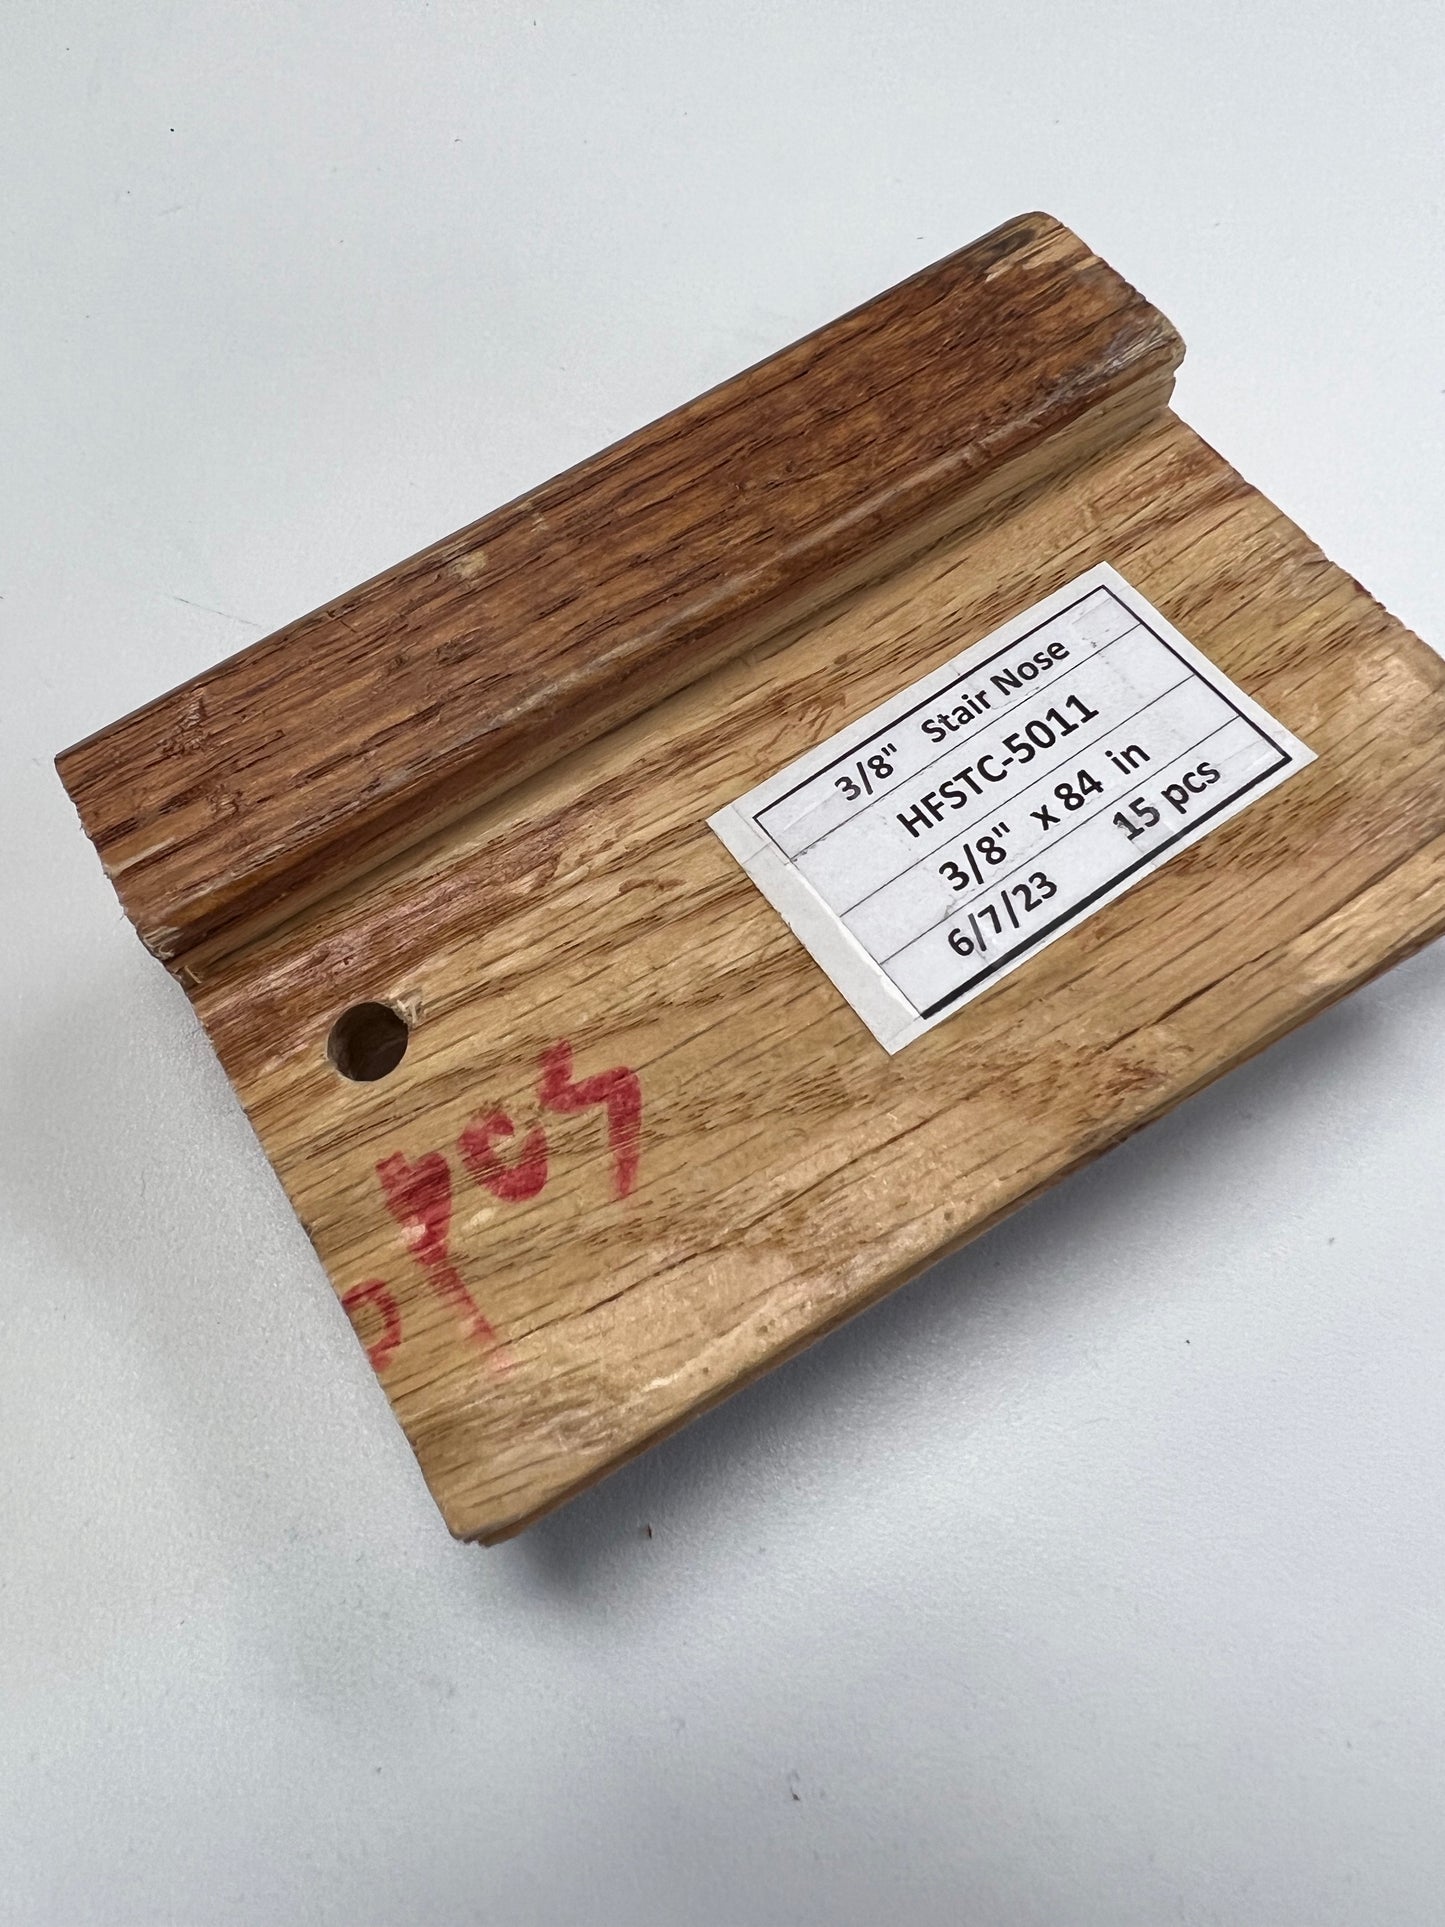 3/8" Stair Nose
HFSTC-5011
3/8" x 84 in
6/7/23 15 pcs